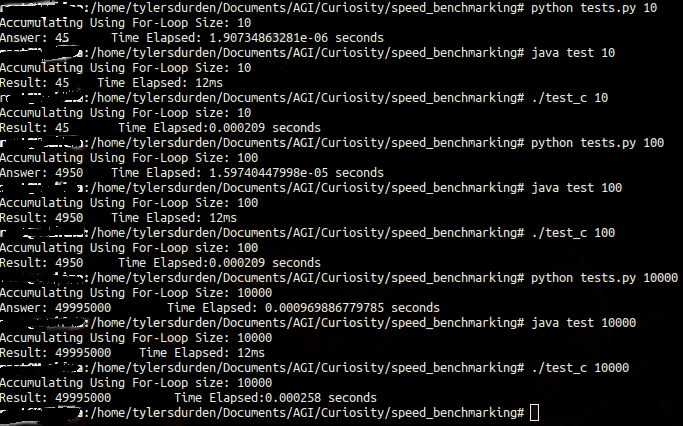 :/home/tylersdurden/Documents/AGI/Curiosity/speed_benchmarking# python tests.py 10
Accumulating Using For-Loop Size: 10
Answer: 45 Time Elapsed: 1.90734863281e-06 seconds
:/home/tylersdurden/Documents/AGI/Curiosity/speed_benchmarking# java test 10
Accumulating Using For-Loop Size: 10
Result: 45 Time Elapsed: 12ms
:/home/tylersdurden/Documents/AGI/Curiosity/speed_benchmarking# ./test_c 10
Accumulating Using For-Loop Size: 10
Result: 45 Time Elapsed:0.000209 seconds
:/home/tylersdurden/Documents/AGI/Curiosity/speed_benchmarking# python tests.py 100
Accumulating Using For-Loop Size: 100
Answer: 4950 Time Elapsed: 1.59740447998e-05 seconds
:/home/tylersdurden/Documents/AGI/Curiosity/speed_benchmarking# java test 100
Accumulating Using For-Loop Size: 100
Result: 4950 Time Elapsed: 12ms
:/home/tylersdurden/Documents/AGI/Curiosity/speed_benchmarking# ./test_c 100
Accumulating Using For-Loop size: 100
Result: 4950 Time Elapsed:0.000209 seconds
:/home/tylersdurden/Documents/AGI/Curiosity/speed_benchmarking# python tests.py 10000
Accumulating Using For-Loop Size: 10000
Answer: 49995000 Time Elapsed: 0.000969886779785 seconds
:/home/tylersdurden/Documents/AGI/Curiosity/speed_benchmarking# java test 10000
Accumulating Using For-Loop Size: 10000
Result: 49995000 Time Elapsed: 12ms
:/home/tylersdurden/Documents/AGI/Curiosity/speed_benchmarking# ./test_c 10000
Accumulating Using For-Loop size: 10000
Result: 49995000 Time Elapsed:0.000258 seconds
:/home/tylersdurden/Documents/AGI/Curiosity/speed_benchmarking#